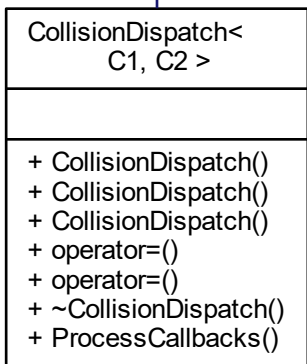 CollisionDispatch<
C1, C2 >
+ CollisionDispatch()
+ CollisionDispatch()
+ CollisionDispatch()
+ operator=()
+ operator=()
+ ~CollisionDispatch()
+ ProcessCallbacks()